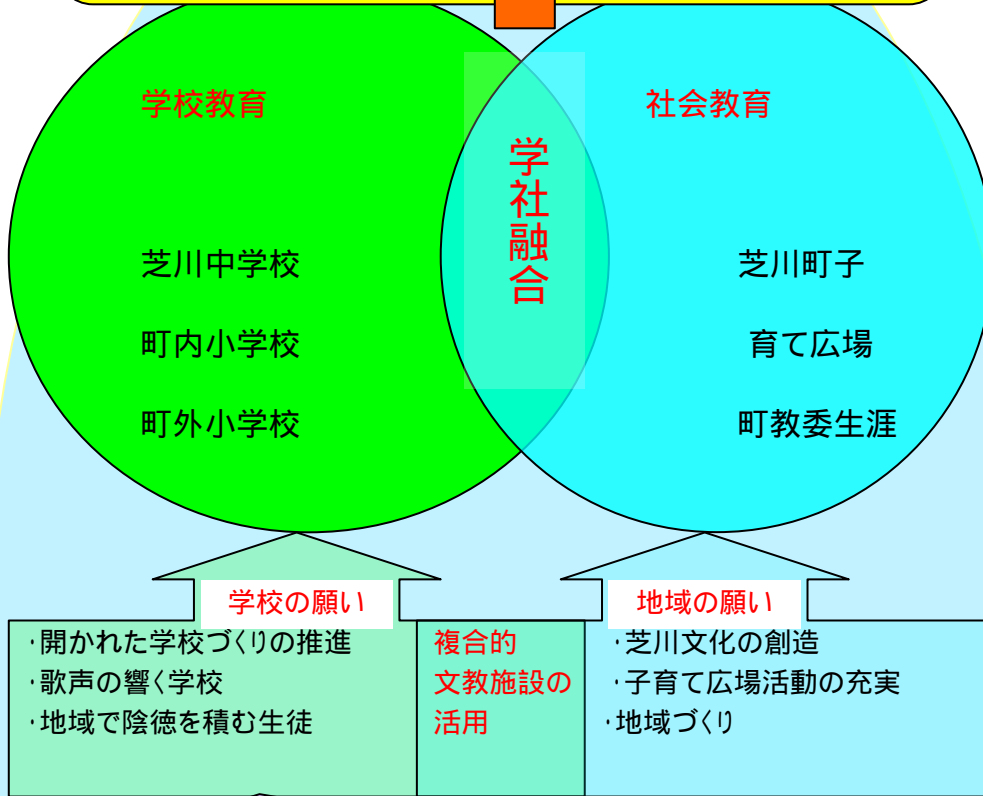 学校教育
社会教育
学社融合
芝川中学校
町内小学校
町外小学校
芝川町子
育て広場
町教委生涯
学校の願い
・開かれた学校づくりの推進
・歌声の響く学校
・地域で陰徳を積む生徒
複合的
文教施設の
活用
地域の願い
・芝川文化の創造
・子育て広場活動の充実
・地域づくり